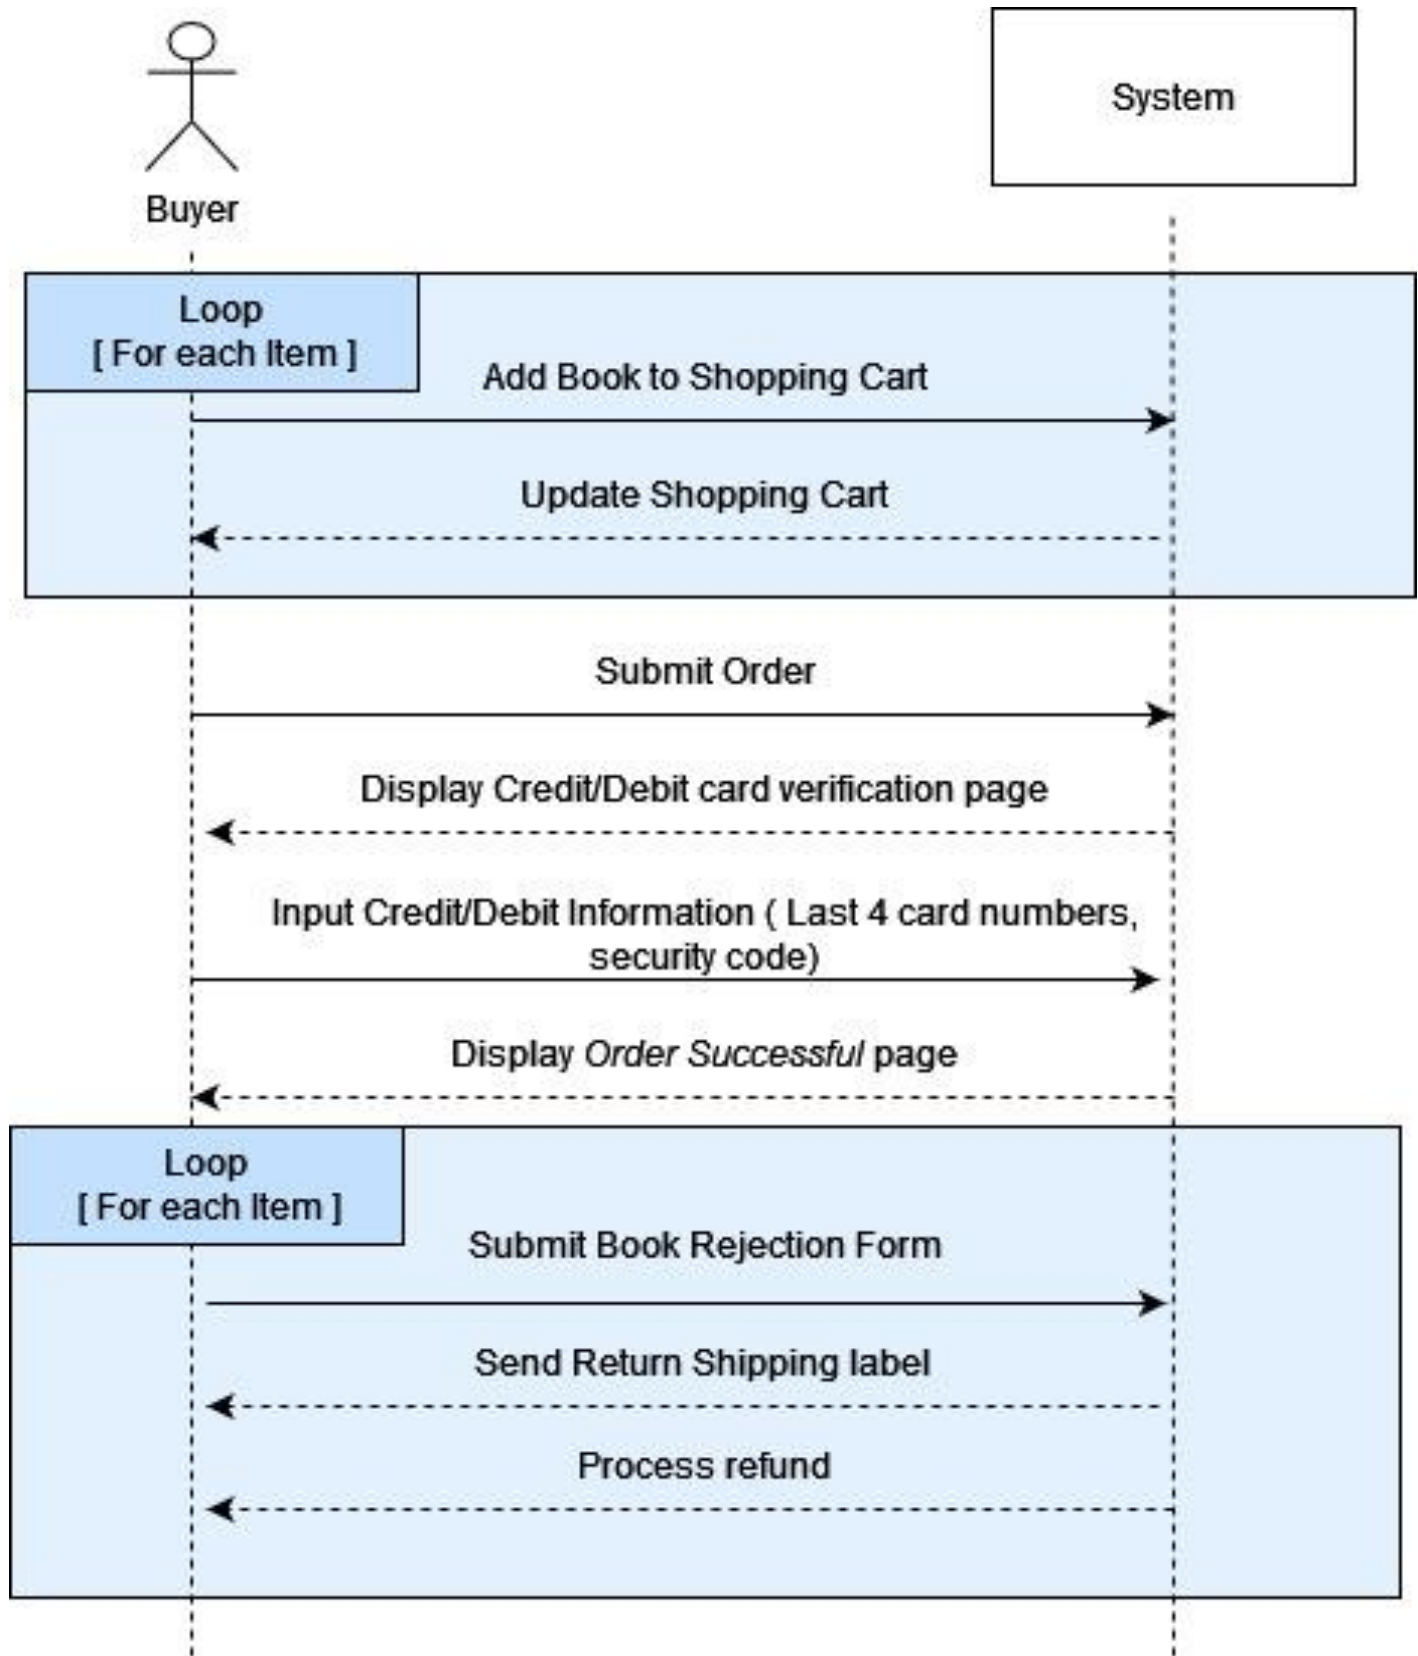 System
Buyer
Loop
[ For each Item ]
Add Book to Shopping Cart
Update Shopping Cart
Submit Order
Display Credit/Debit card verification page
Input Credit/Debit Information ( Last 4 card numbers,
security code)
Display Order Successful page
Loop
[ For each Item ]
Submit Book Rejection Form
Send Return Shipping label
Process refund